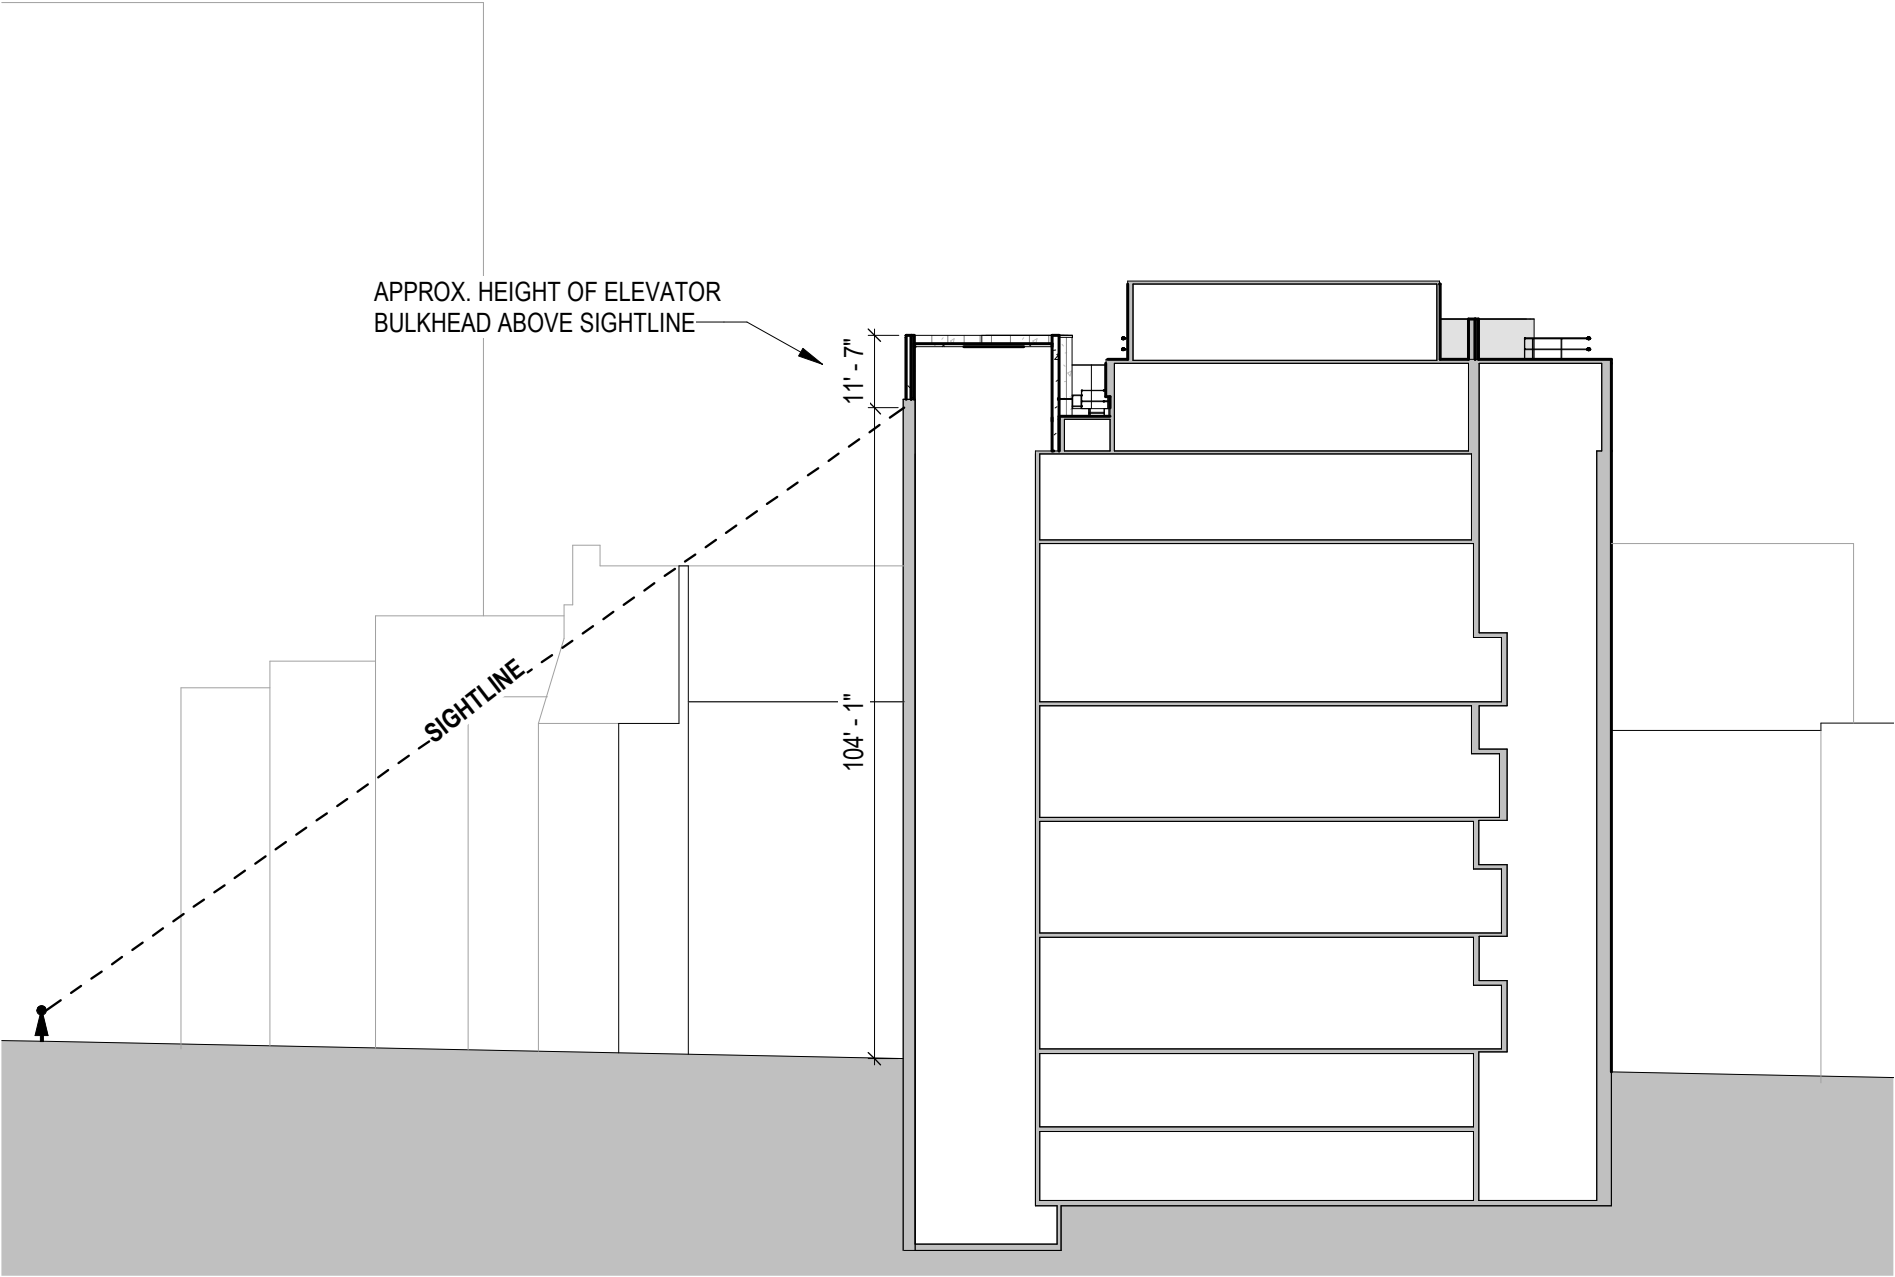 APPROX. HEIGHT OF ELEVATOR
BULKHEAD ABOVE SIGHTLINE
11' - 7"
SIGHTLINE
104' - 1"